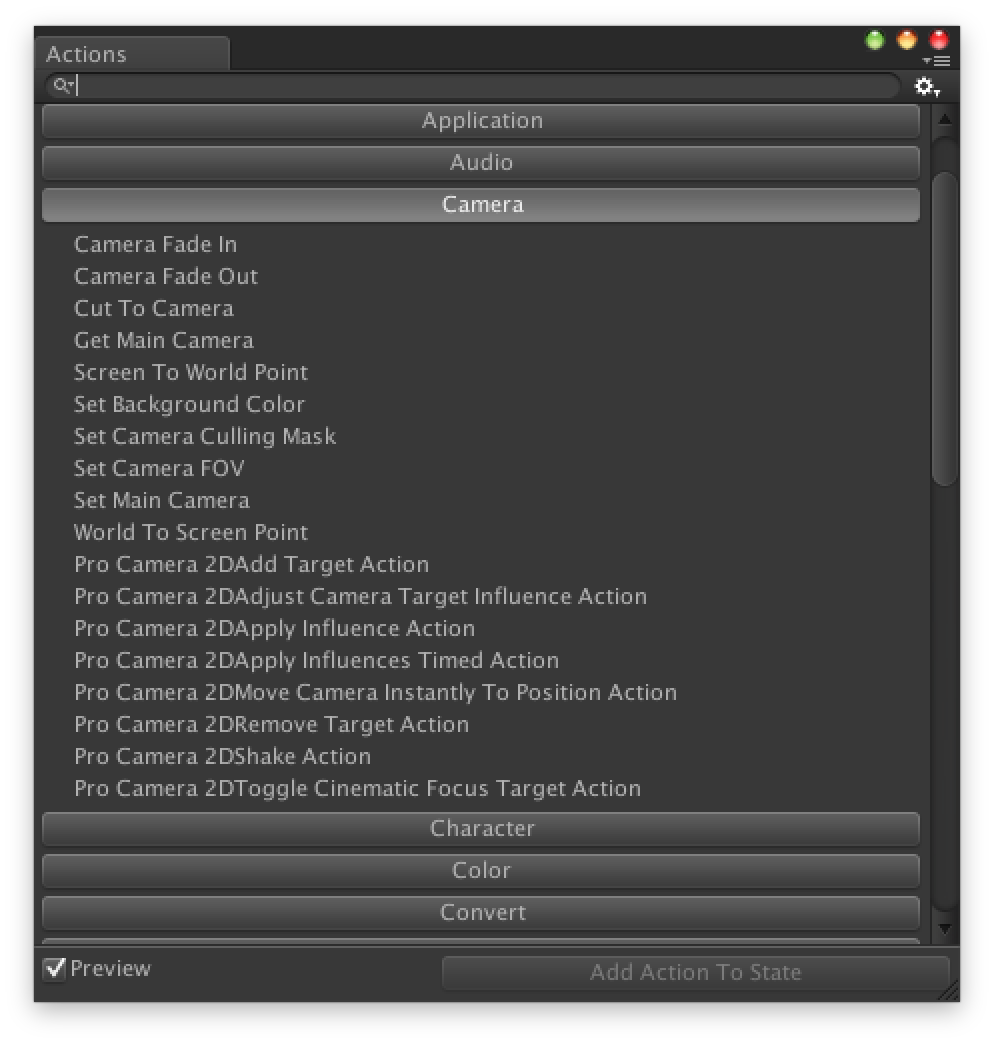 Actions
Application
Audio
Camera
Camera Fade In
Camera Fade Out
Cut To Camera
Get Main Camera
Screen To World Point
Set Background Color
Set Camera Culling Mask
Set Camera FOV
Set Main Camera
World To Screen Point
Pro Camera 2DAdd Target Action
Pro Camera 2DAdjust Camera Target Influence Action
Pro Camera 2DApply Influence Action
Pro Camera 2DApply Influences Timed Action
Pro Camera 2DMove Camera Instantly To Position Action
Pro Camera 2DRemove Target Action
Pro Camera 2DShake Action
Pro Camera 2DToggle Cinematic Focus Target Action
Character
Color
Convert
Preview
Add Action To State